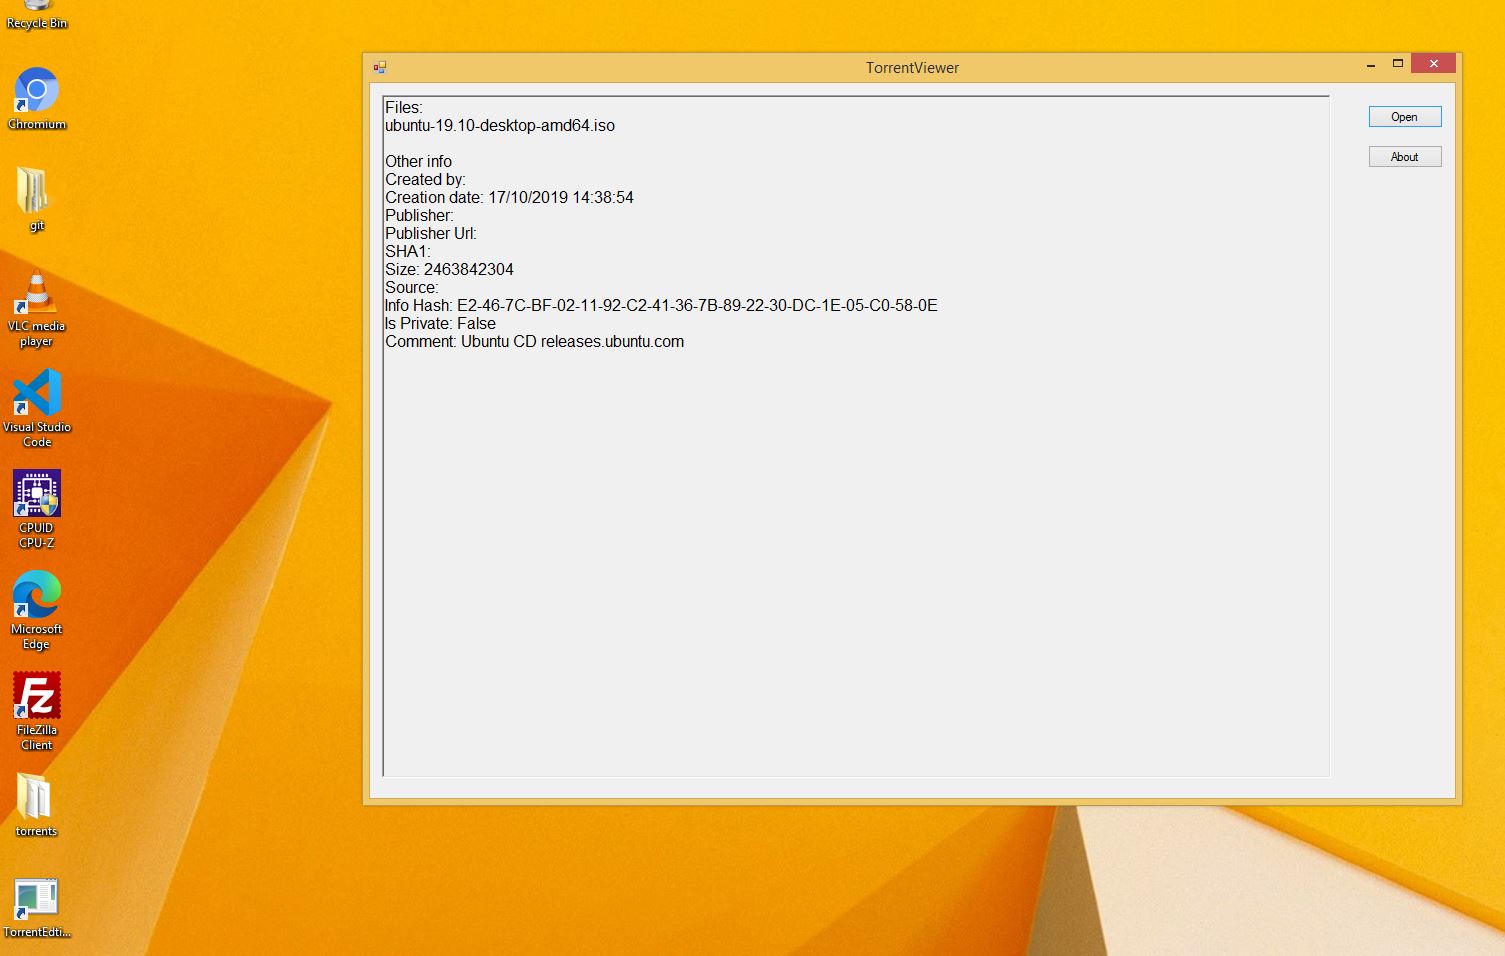 Recycle Bin
Chromium
git
VLC media
player
Visual Studio
Code
CPUID
CPU-Z
Microsoft
Edge
FZ
FileZilla
Client
torrents
TorrentEdti...
TorrentViewer
Files:
ubuntu-19.10-desktop-amd64.iso
Other info
Created by:
Creation date: 17/10/2019 14:38:54
Publisher:
Publisher Url:
SHA1:
Size: 2463842304
Source:
Info Hash: E2-46-7C-BF-02-11-92-C2-41-36-7B-89-22-30-DC-1E-05-C0-58-0E
Is Private: False
Comment: Ubuntu CD releases.ubuntu.com
Open
About